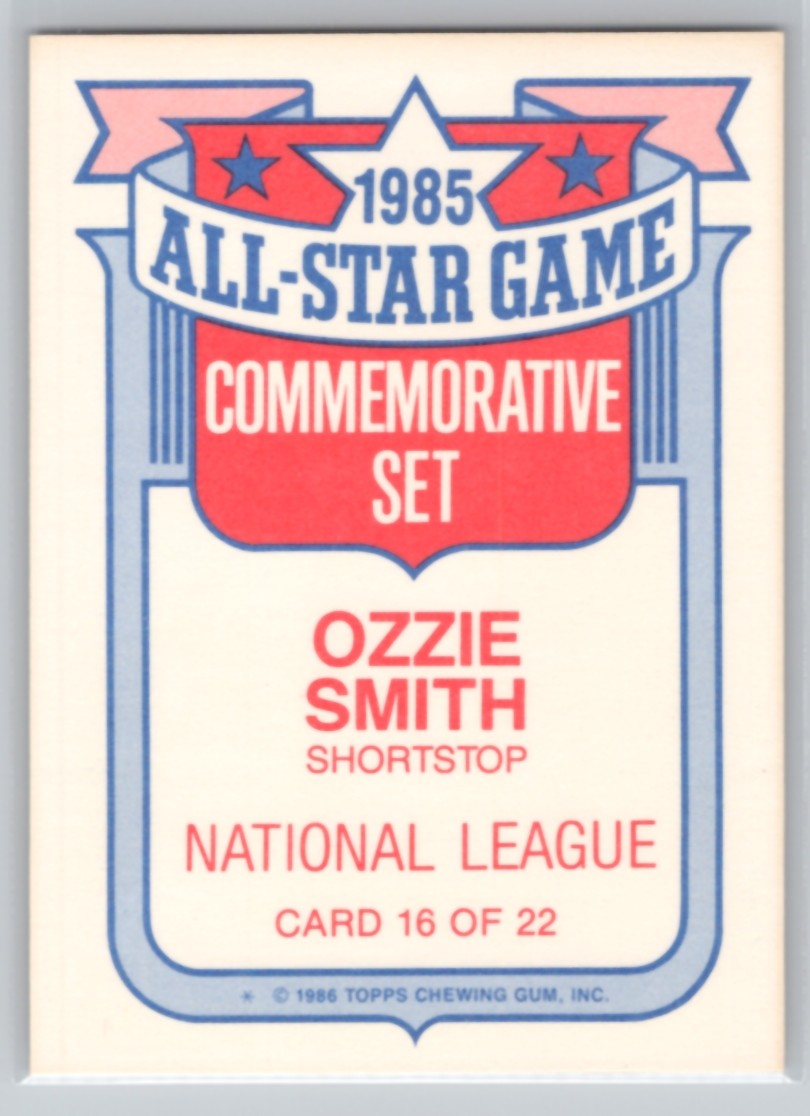 1985
ALL-STAR GAME
COMMEMORATIVE
SET
OZZIE
SMITH
SHORTSTOP
NATIONAL LEAGUE
CARD 16 OF 22
* © 1986 TOPPS CHEWING GUM, INC.